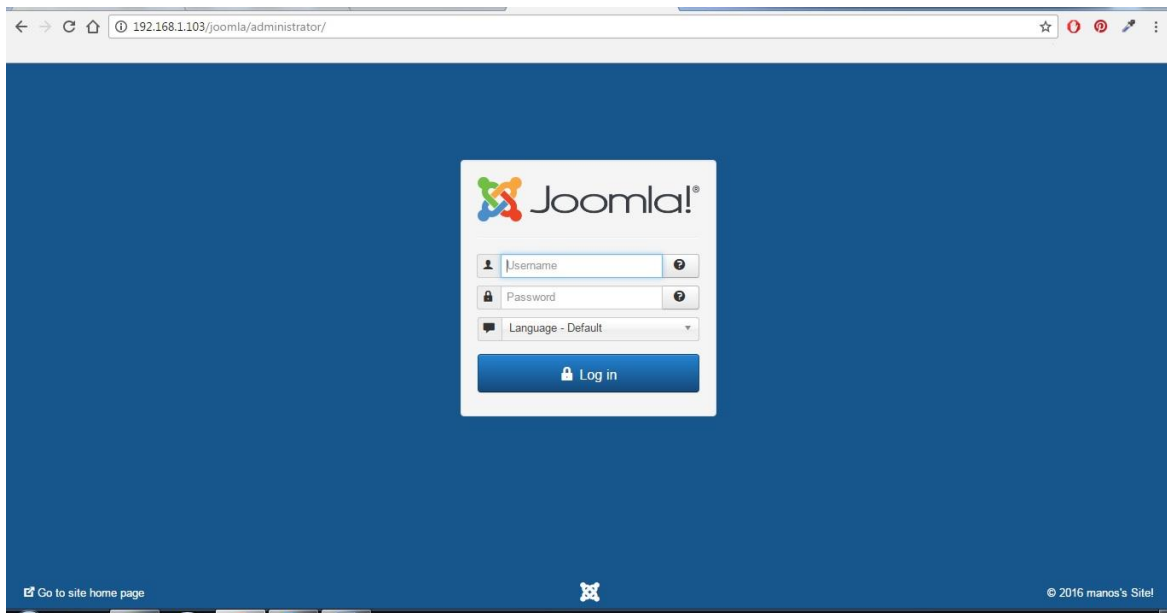 192.168.1.103/joomla/administrator/
Joomla!®
Username
Password
Language - Default
Log in
Go to site home page
© 2016 manos's Site!